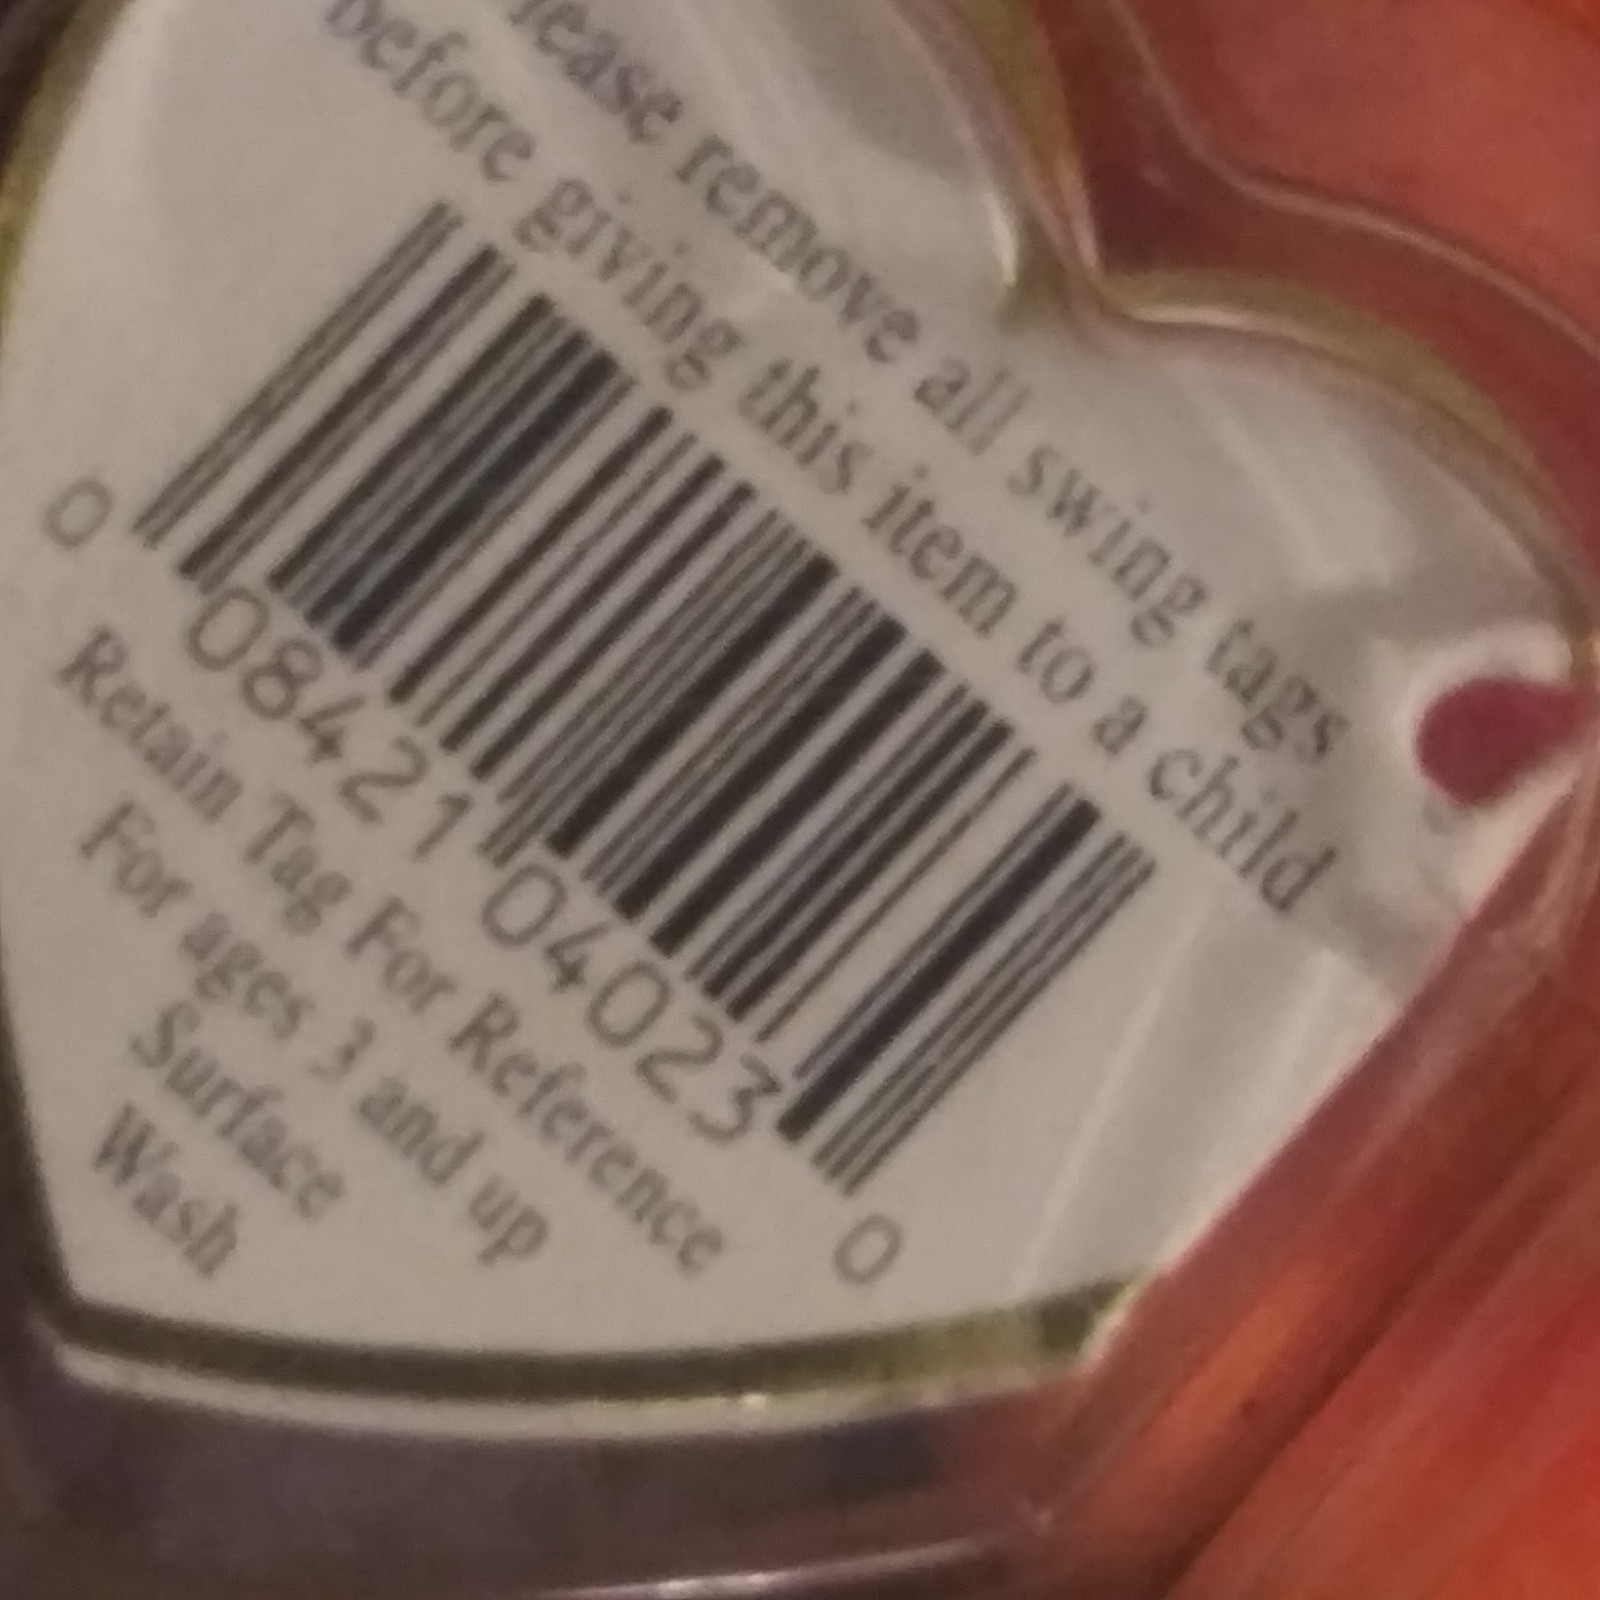 lease remove all swing tags
before giving this item to a child
0 08421 04023 0
Retain Tag For Reference
For ages 3 and up
Surface
Wash